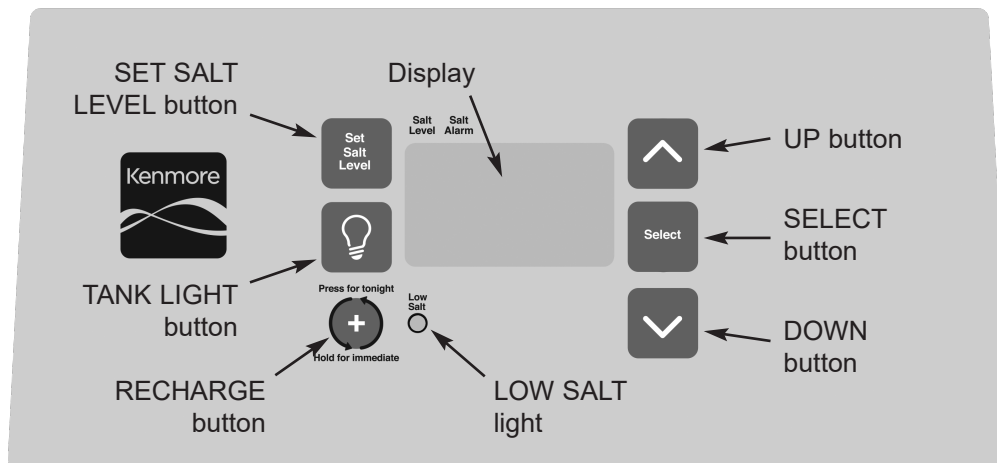 SET SALT
LEVEL button
Display
Set
Salt
Level
Salt
Level
Salt
Alarm
UP button
Kenmore
Select
SELECT
button
TANK LIGHT
button
Press for tonight
+
Hold for immediate
Low
Salt
DOWN
button
RECHARGE
button
LOW SALT
light